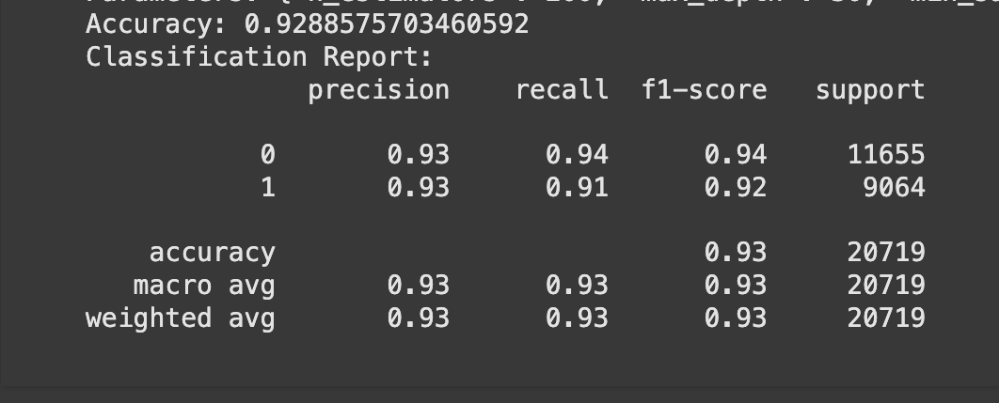 Accuracy: 0.9288575703460592
Classification Report:
precision recall f1-score support
0 0.93 0.94 0.94 11655
1 0.93 0.91 0.92 9064
accuracy 0.93 20719
macro avg 0.93 0.93 0.93 20719
weighted avg 0.93 0.93 0.93 20719